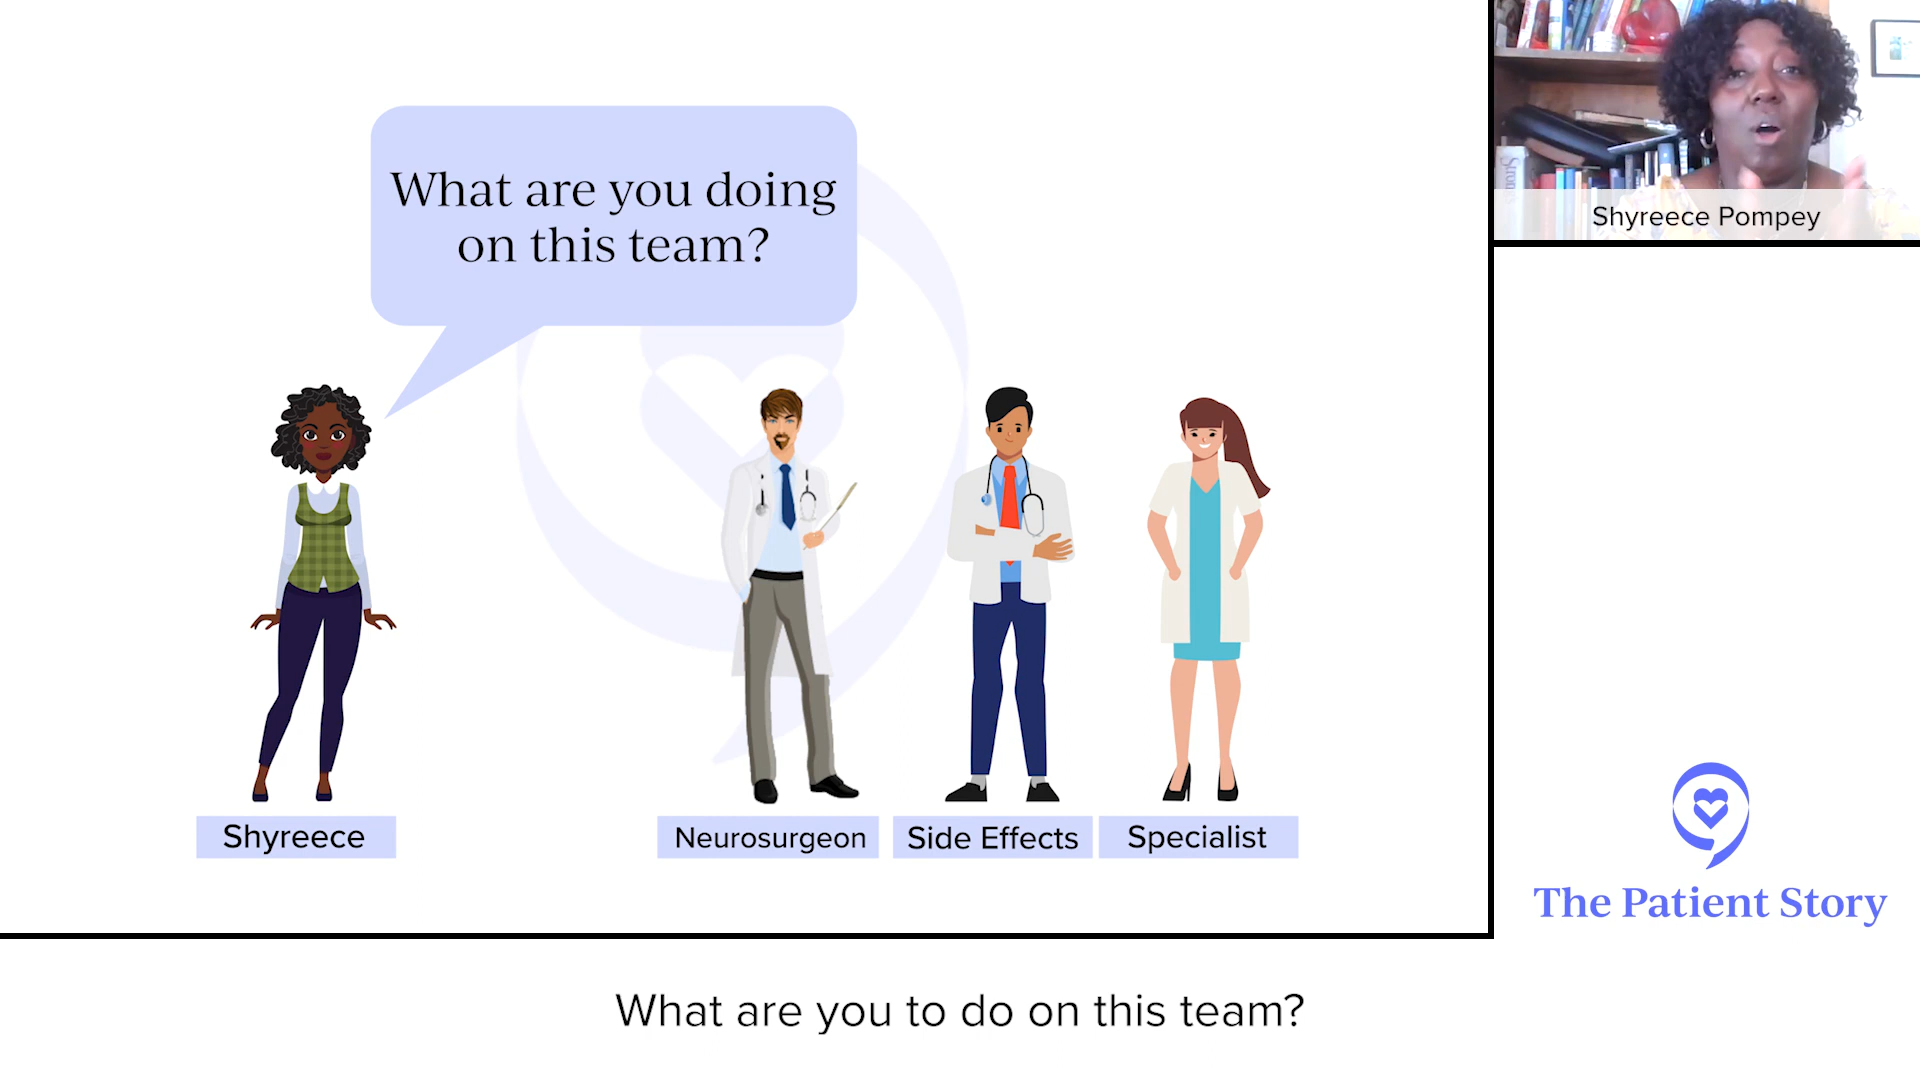 What are you doing
on this team?
Shyreece Pompey
Shyreece
Neurosurgeon
Side Effects
Specialist
The Patient Story
What are you to do on this team?